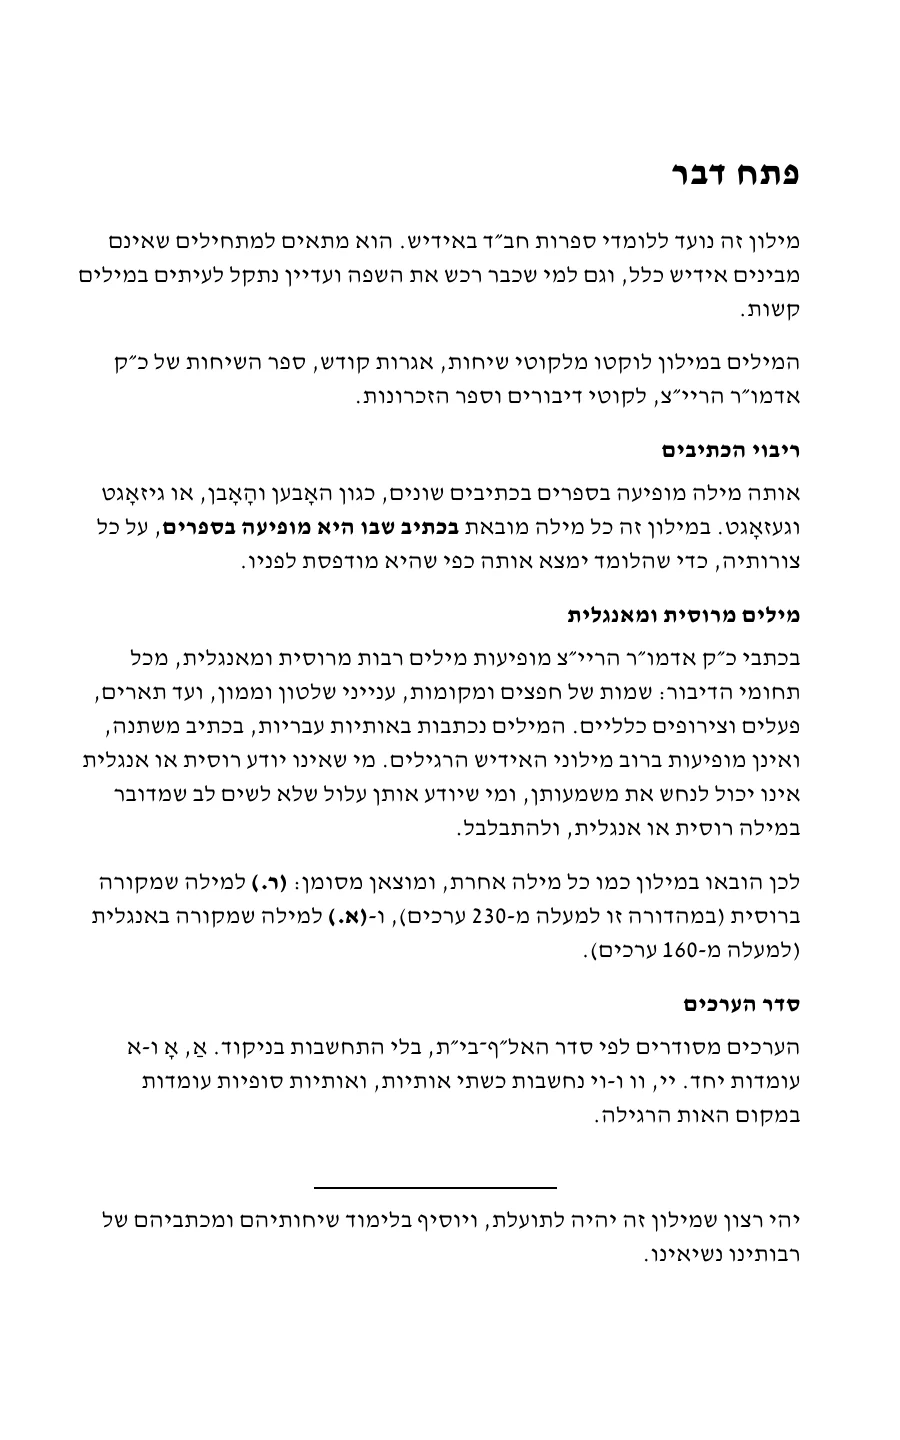 פתח דבר
מילון זה נועד ללומדי ספרות חב״ד באידיש. הוא מתאים למתחילים שאינם
מבינים אידיש כלל, וגם למי שכבר רכש את השפה ועדיין נתקל לעיתים במילים
קשות.
המילים במילון לוקטו מלקוטי שיחות, אגרות קודש, ספר השיחות של כ״ק
אדמו״ר הריי״צ, לקוטי דיבורים וספר הזכרונות.
ריבוי הכתיבים
אותה מילה מופיעה בספרים בכתיבים שונים, כגון האָבען והָאָבן, או גיזאָגט
וגעזאָגט. במילון זה כל מילה מובאת בכתיב שבו היא מופיעה בספרים, על כל
צורותיה, כדי שהלומד ימצא אותה כפי שהיא מודפסת לפניו.
מילים מרוסית ומאנגלית
בכתבי כ״ק אדמו״ר הריי״צ מופיעות מילים רבות מרוסית ומאנגלית, מכל
תחומי הדיבור: שמות של חפצים ומקומות, ענייני שלטון וממון, ועד תארים,
פעלים וצירופים כלליים. המילים נכתבות באותיות עבריות, בכתיב משתנה,
ואינן מופיעות ברוב מילוני האידיש הרגילים. מי שאינו יודע רוסית או אנגלית
אינו יכול לנחש את משמעותן, ומי שיודע אותן עלול שלא לשים לב שמדובר
במילה רוסית או אנגלית, ולהתבלבל.
לכן הובאו במילון כמו כל מילה אחרת, ומוצאן מסומן: (ר.) למילה שמקורה
ברוסית (במהדורה זו למעלה מ-230 ערכים), ו-(א.) למילה שמקורה באנגלית
(למעלה מ-160 ערכים).
סדר הערכים
הערכים מסודרים לפי סדר האל״ף־בי״ת, בלי התחשבות בניקוד. אַ, אָ ו-א
עומדות יחד. יי, וו ו-וי נחשבות כשתי אותיות, ואותיות סופיות עומדות
במקום האות הרגילה.
יהי רצון שמילון זה יהיה לתועלת, ויוסיף בלימוד שיחותיהם ומכתביהם של
רבותינו נשיאינו.